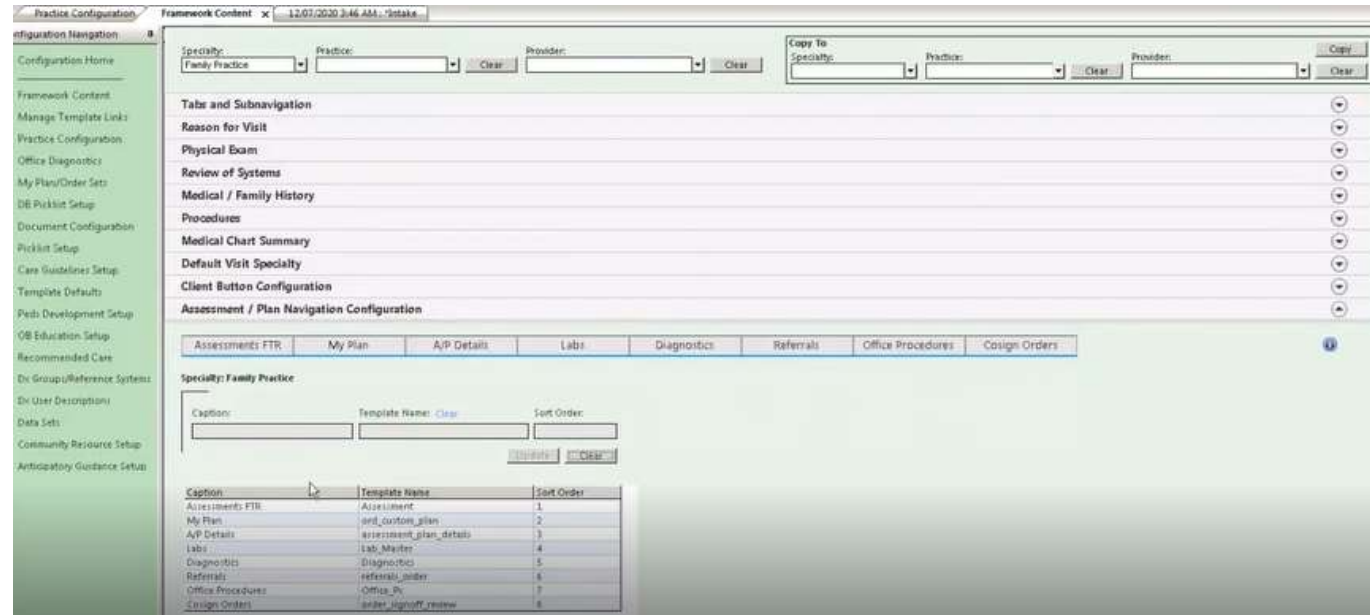 Practice Configuration Framework Content x 12/07/2020 3:46 AM : "Intake
nfiguration Navigation
Configuration Home
Framework Content
Manage Template Links
Practice Configuration
Office Diagnostics
My Plan/Order Sets
DB Picklist Setup
Document Configuration
Picklist Setup
Care Guidelines Setup
Template Defaults
Peds Development Setup
OB Education Setup
Recommended Care
Dx Groups/Reference Systems
Dx User Descriptions
Data Sets
Community Resource Setup
Anticipatory Guidance Setup
Specialty: Practice: Provider:
Family Practice Clear Clear
Copy To
Specialty: Practice: Provider: Copy
Clear Clear
Tabs and Subnavigation
Reason for Visit
Physical Exam
Review of Systems
Medical / Family History
Procedures
Medical Chart Summary
Default Visit Specialty
Client Button Configuration
Assessment / Plan Navigation Configuration
Assessments FTR My Plan A/P Details Labs Diagnostics Referrals Office Procedures Cosign Orders
Specialty: Family Practice
Caption: Template Name: Clear Sort Order:
Update Clear
Caption Template Name Sort Order
Assessments FTR Assessment 1
My Plan ord_custom_plan 2
A/P Details assessment_plan_details 3
Labs Lab_Master 4
Diagnostics Diagnostics 5
Referrals referrals_order 6
Office Procedures Office_Pc 7
Cosign Orders order_signoff_review 8